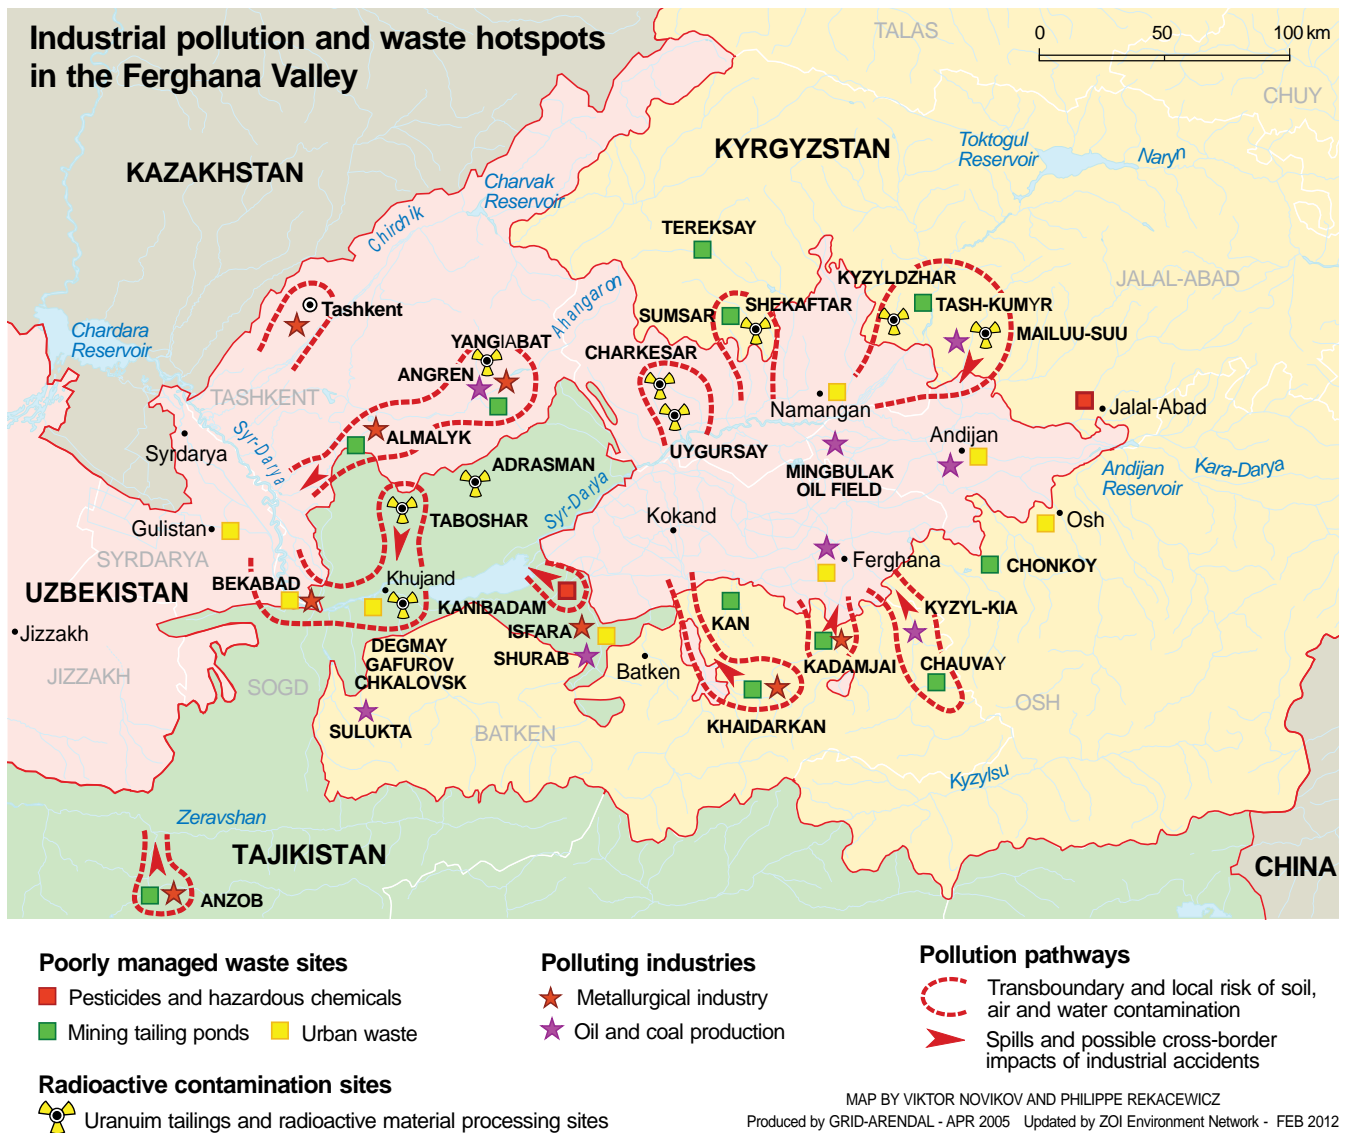 Industrial pollution and waste hotspots
in the Ferghana Valley
0 50 100 km
TALAS
CHUY
KAZAKHSTAN
KYRGYZSTAN
Toktogul
Reservoir
Naryn
Charvak
Reservoir
Chirchik
TEREKSAY
KYZYLDZHAR
JALAL-ABAD
Ahangaron
Tashkent
SUMSAR
SHEKAFTAR
TASH-KUMYR
MAILUU-SUU
Chardara
Reservoir
YANGIABAT
CHARKESAR
ANGREN
TASHKENT
Namangan
Jalal-Abad
Syr-Darya
ALMALYK
Syrdarya
UYGURSAY
Andijan
MINGBULAK
OIL FIELD
ADRASMAN
Andijan
Reservoir
Kara-Darya
Syr-Darya
TABOSHAR
Kokand
Osh
Gulistan
SYRDARYA
Ferghana
CHONKOY
BEKABAD
Khujand
UZBEKISTAN
KANIBADAM
KYZYL-KIA
Jizzakh
ISFARA
KAN
DEGMAY
GAFUROV
CHKALOVSK
SHURAB
Batken
KADAMJAI
CHAUVAY
JIZZAKH
SOGD
OSH
SULUKTA
BATKEN
KHAIDARKAN
Kyzylsu
Zeravshan
TAJIKISTAN
CHINA
ANZOB
Poorly managed waste sites
Pesticides and hazardous chemicals
Mining tailing ponds
Urban waste
Radioactive contamination sites
Uranuim tailings and radioactive material processing sites
Polluting industries
Metallurgical industry
Oil and coal production
Pollution pathways
Transboundary and local risk of soil,
air and water contamination
Spills and possible cross-border
impacts of industrial accidents
MAP BY VIKTOR NOVIKOV AND PHILIPPE REKACEWICZ
Produced by GRID-ARENDAL - APR 2005 Updated by ZOI Environment Network - FEB 2012